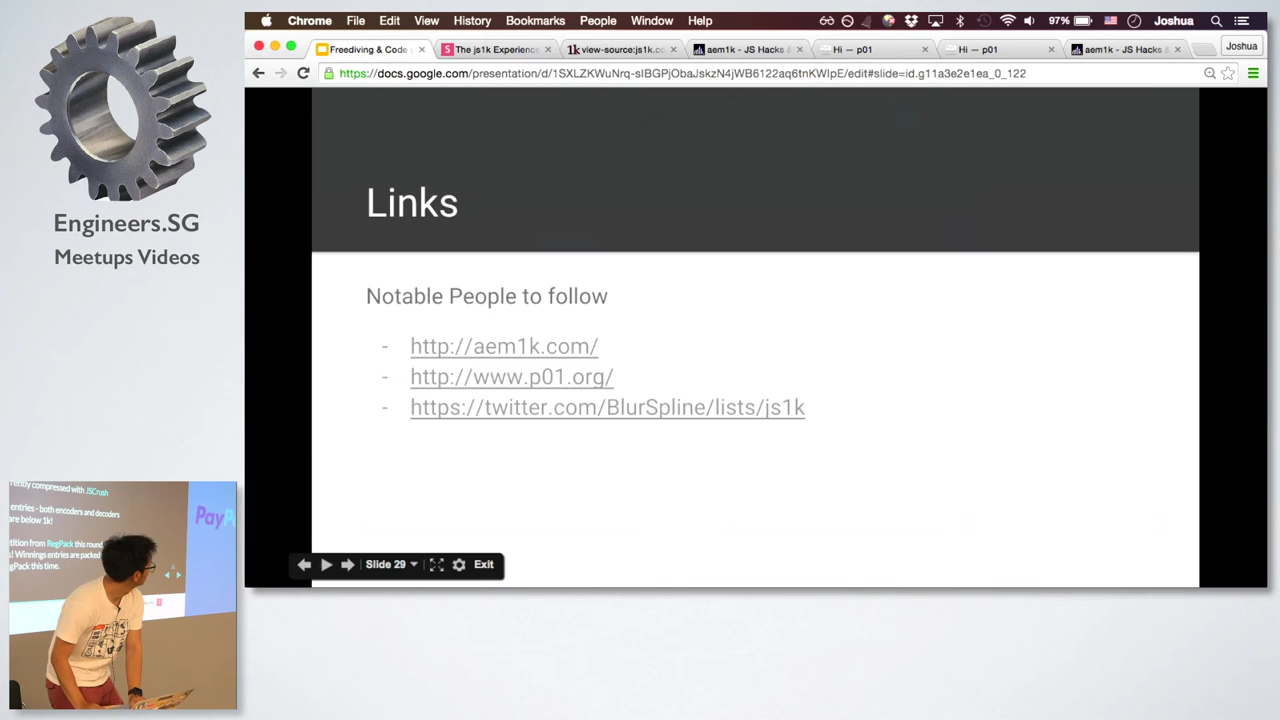 Chrome File Edit View History Bookmarks People Window Help 97% Joshua
Freediving & Code
The js1k Experience
view-source:js1k.co
aem1k - JS Hacks &
Hi — p01
Hi — p01
aem1k - JS Hacks &
Joshua
https://docs.google.com/presentation/d/1SXLZKWuNrq-sIBGPjObaJskzN4jWB6122aq6tnKWIpE/edit#slide=id.g11a3e2e1ea_0_122
Engineers.SG
Meetups Videos
Links
Notable People to follow
- http://aem1k.com/
- http://www.p01.org/
- https://twitter.com/BlurSpline/lists/js1k
Slide 29 Exit
compressed with JSCrush
entries - both encoders and decoders
are below 1k!
from RegPack this round
Winnings entries are packed
this time.